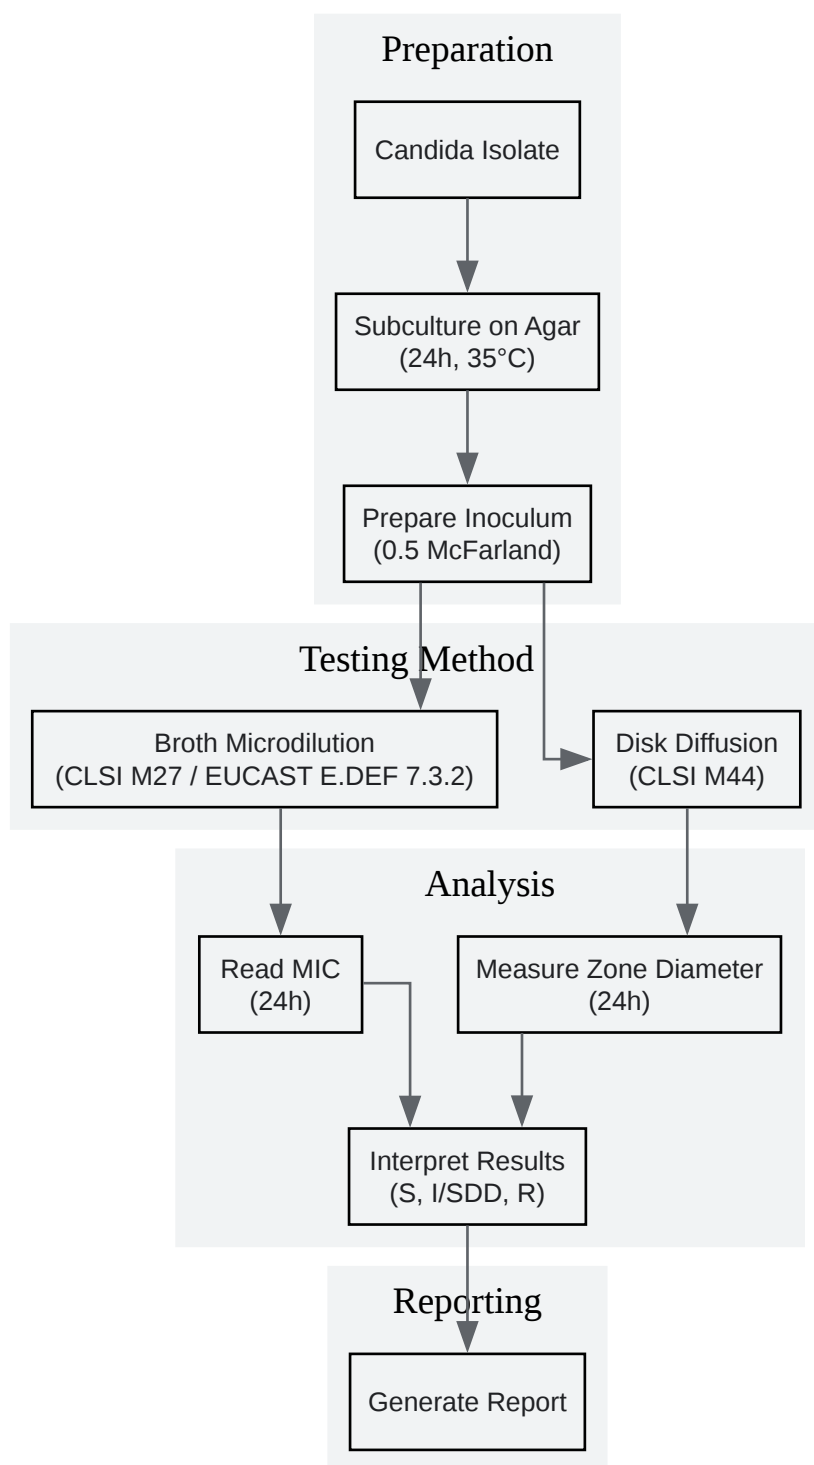 Preparation
Candida Isolate
Subculture on Agar
(24h, 35°C)
Prepare Inoculum
(0.5 McFarland)
Testing Method
Broth Microdilution
(CLSI M27 / EUCAST E.DEF 7.3.2)
Disk Diffusion
(CLSI M44)
Analysis
Read MIC
(24h)
Measure Zone Diameter
(24h)
Interpret Results
(S, I/SDD, R)
Reporting
Generate Report